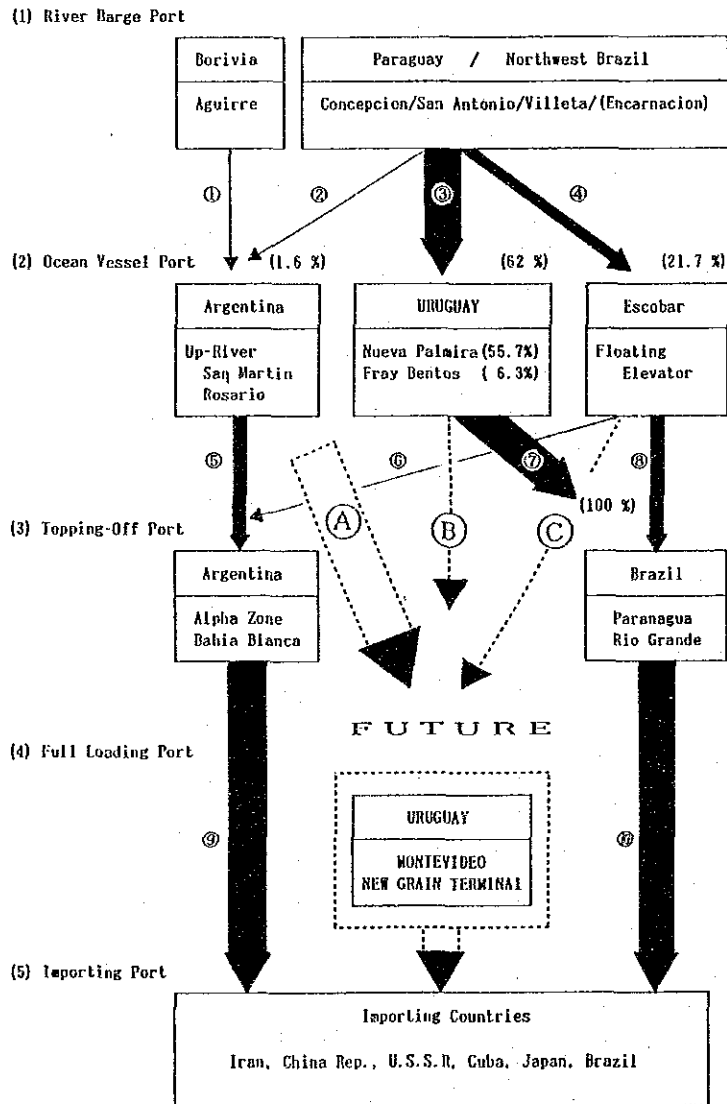 (1) River Barge Port
Borivia
Paraguay / Northwest Brazil
Aguirre
Concepcion/San Antonio/Villeta/(Encarnacion)
① ② ③ ④
(2) Ocean Vessel Port (1.6 %) (62 %) (21.7 %)
Argentina
URUGUAY
Escobar
Up-River
San Martin
Rosario
Nueva Palmira (55.7%)
Fray Bentos ( 6.3%)
Floating
Elevator
⑤ ⑥ ⑦ ⑧
(100 %)
A B C
(3) Topping-Off Port
Argentina
Brazil
Alpha Zone
Bahia Blanca
Paranagua
Rio Grande
FUTURE
(4) Full Loading Port
URUGUAY
MONTEVIDEO
NEW GRAIN TERMINAL
⑨ ⑩
(5) Importing Port
Importing Countries
Iran, China Rep., U.S.S.R, Cuba, Japan, Brazil